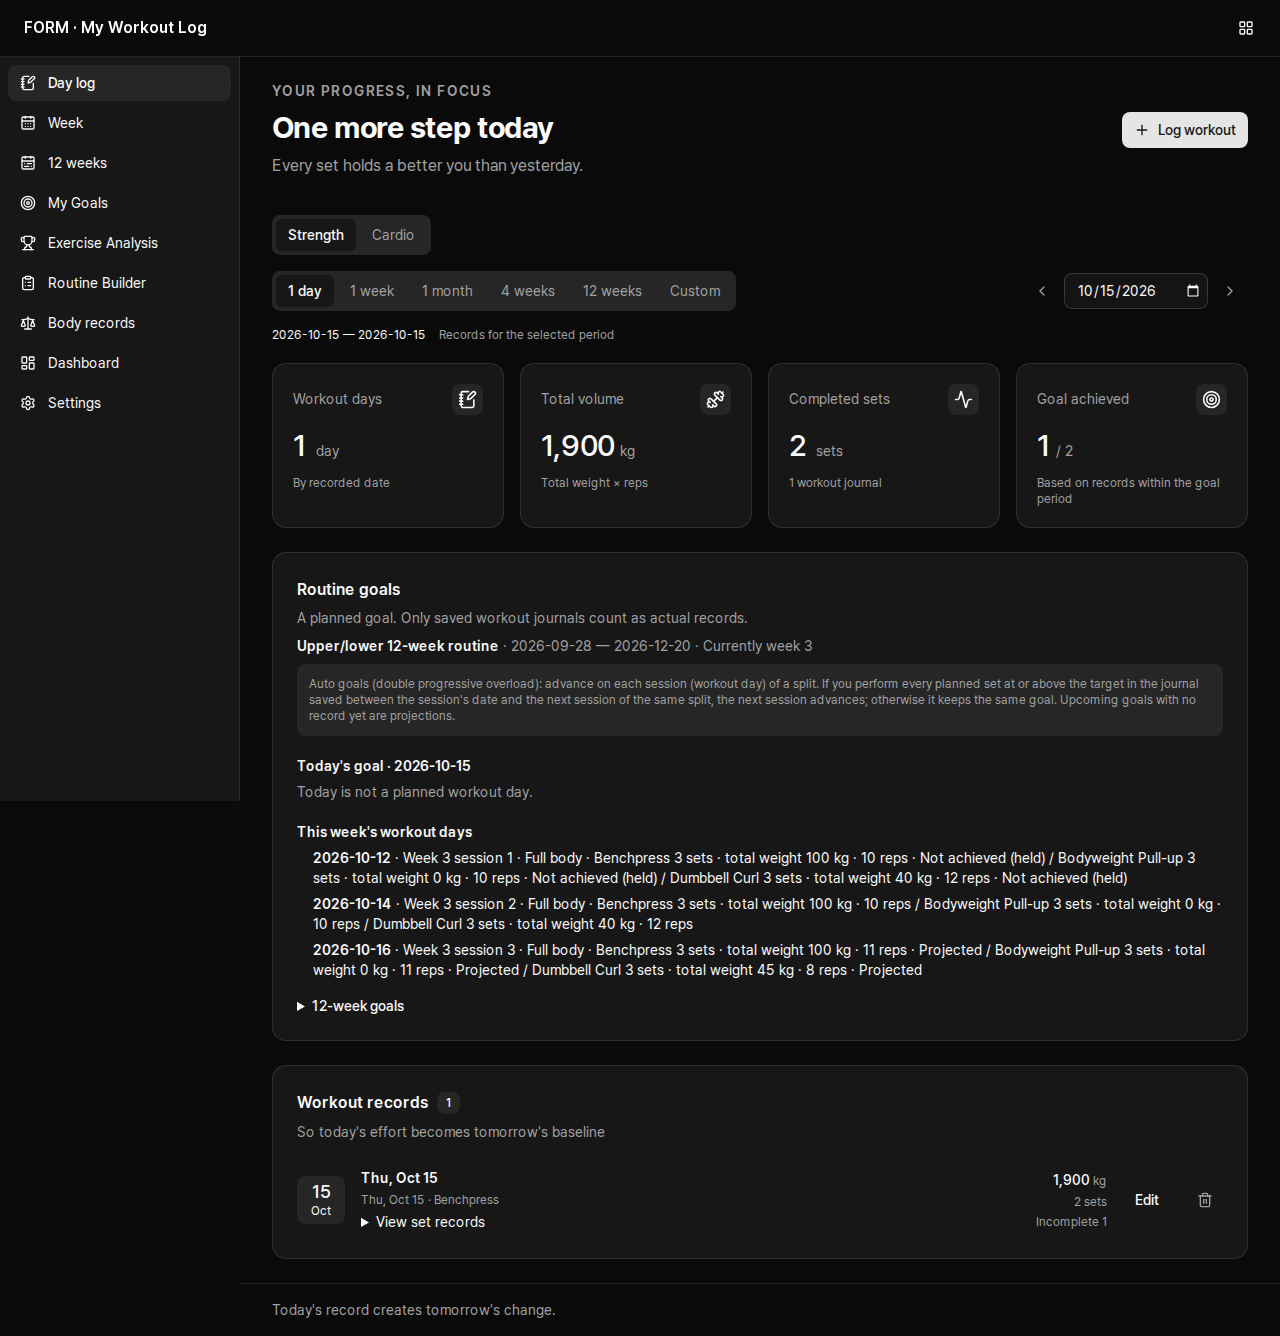 FORM · My Workout Log
Day log
Week
12 weeks
My Goals
Exercise Analysis
Routine Builder
Body records
Dashboard
Settings
YOUR PROGRESS, IN FOCUS
One more step today
Every set holds a better you than yesterday.
Log workout
Strength
Cardio
1 day
1 week
1 month
4 weeks
12 weeks
Custom
10/15/2026
2026-10-15 — 2026-10-15 Records for the selected period
Workout days
1 day
By recorded date
Total volume
1,900 kg
Total weight × reps
Completed sets
2 sets
1 workout journal
Goal achieved
1 / 2
Based on records within the goal
period
Routine goals
A planned goal. Only saved workout journals count as actual records.
Upper/lower 12-week routine · 2026-09-28 — 2026-12-20 · Currently week 3
Auto goals (double progressive overload): advance on each session (workout day) of a split. If you perform every planned set at or above the target in the journal
saved between the session's date and the next session of the same split, the next session advances; otherwise it keeps the same goal. Upcoming goals with no
record yet are projections.
Today's goal · 2026-10-15
Today is not a planned workout day.
This week's workout days
2026-10-12 · Week 3 session 1 · Full body · Benchpress 3 sets · total weight 100 kg · 10 reps · Not achieved (held) / Bodyweight Pull-up 3
sets · total weight 0 kg · 10 reps · Not achieved (held) / Dumbbell Curl 3 sets · total weight 40 kg · 12 reps · Not achieved (held)
2026-10-14 · Week 3 session 2 · Full body · Benchpress 3 sets · total weight 100 kg · 10 reps / Bodyweight Pull-up 3 sets · total weight 0 kg ·
10 reps / Dumbbell Curl 3 sets · total weight 40 kg · 12 reps
2026-10-16 · Week 3 session 3 · Full body · Benchpress 3 sets · total weight 100 kg · 11 reps · Projected / Bodyweight Pull-up 3 sets · total
weight 0 kg · 11 reps · Projected / Dumbbell Curl 3 sets · total weight 45 kg · 8 reps · Projected
12-week goals
Workout records 1
So today's effort becomes tomorrow's baseline
15
Oct
Thu, Oct 15
Thu, Oct 15 · Benchpress
View set records
1,900 kg
2 sets
Incomplete 1
Edit
Today's record creates tomorrow's change.